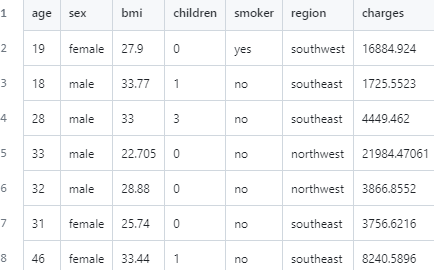 1 age sex bmi children smoker region charges
2 19 female 27.9 0 yes southwest 16884.924
3 18 male 33.77 1 no southeast 1725.5523
4 28 male 33 3 no southeast 4449.462
5 33 male 22.705 0 no northwest 21984.47061
6 32 male 28.88 0 no northwest 3866.8552
7 31 female 25.74 0 no southeast 3756.6216
8 46 female 33.44 1 no southeast 8240.5896